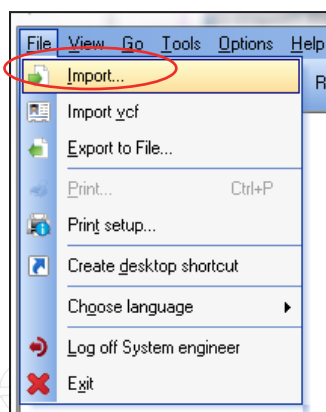 File View Go Tools Options Help
Import...
R
Import vcf
Export to File...
Print... Ctrl+P
Print setup...
Create desktop shortcut
Choose language
Log off System engineer
Exit